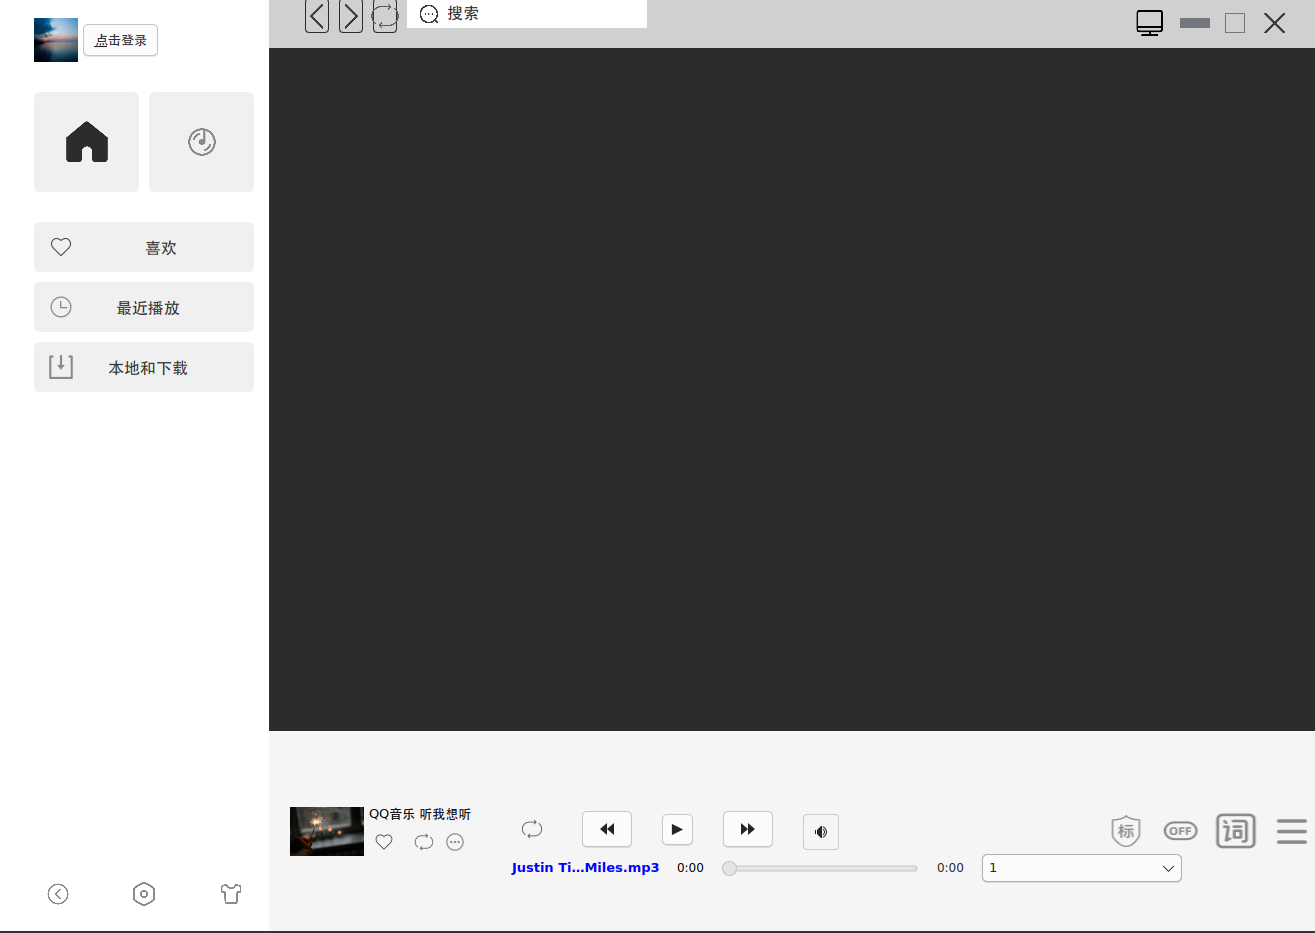 点击登录
搜索
喜欢
最近播放
本地和下载
QQ音乐 听我想听
标
OFF
词
Justin Ti...Miles.mp3
0:00
0:00
1